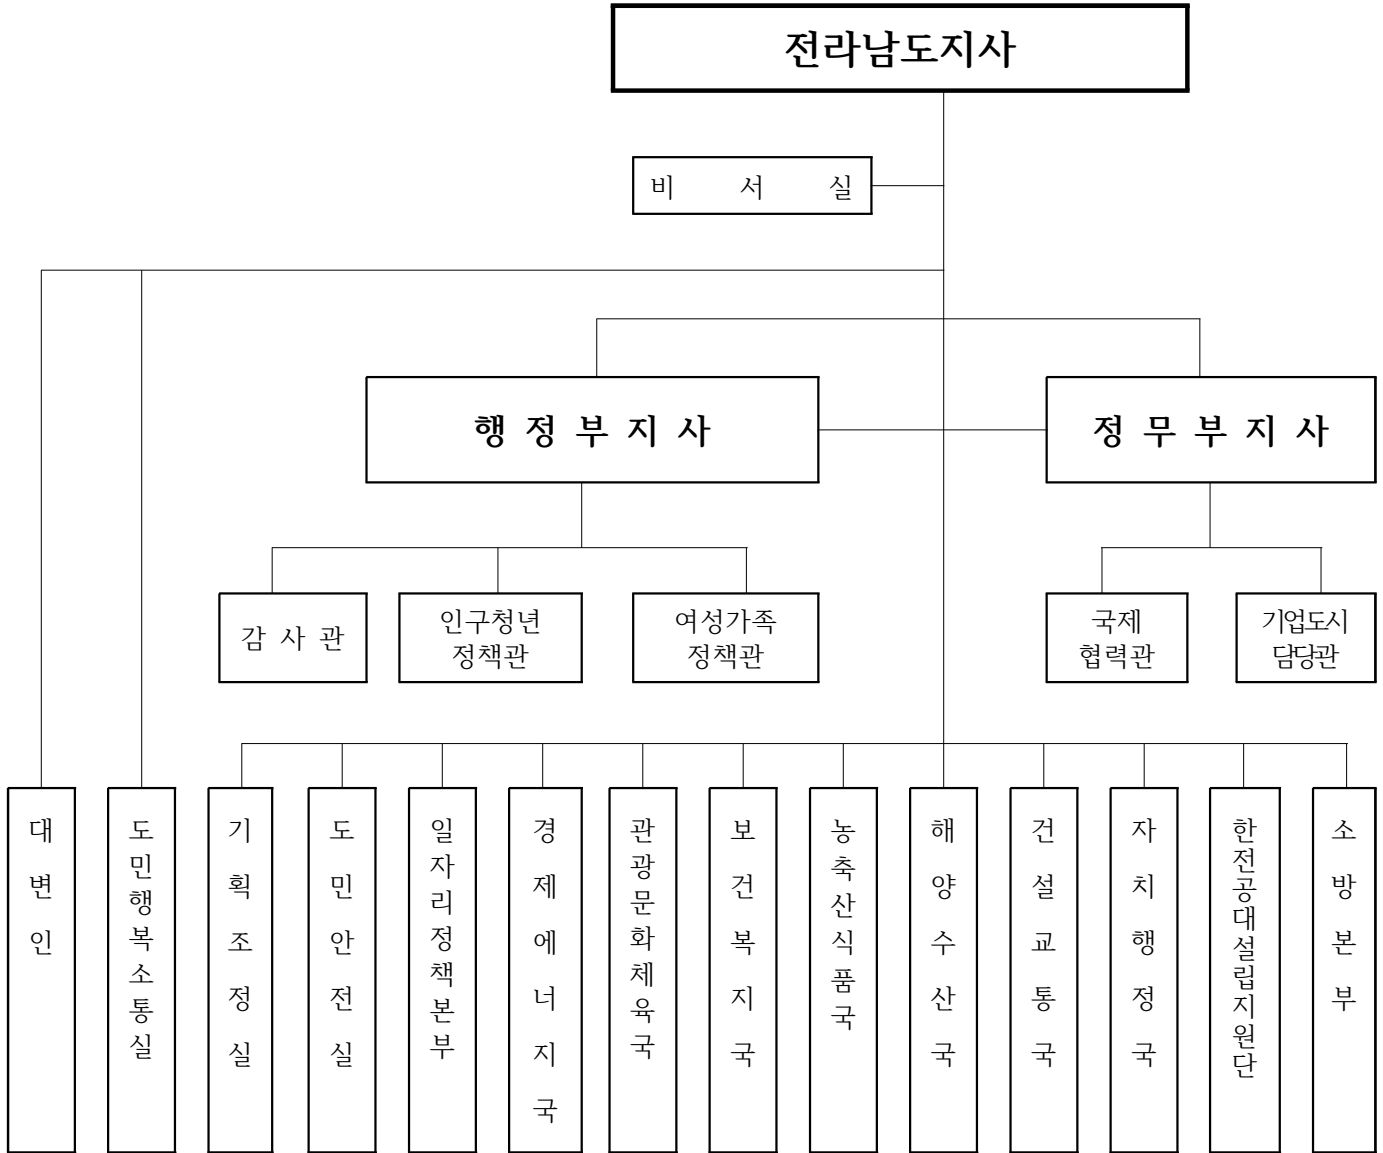 전라남도지사
비 서 실
행 정 부 지 사
정 무 부 지 사
감 사 관
인구청년
정책관
여성가족
정책관
국제
협력관
기업도시
담당관
대변인
도민행복소통실
기획조정실
도민안전실
일자리정책본부
경제에너지국
관광문화체육국
보건복지국
농축산식품국
해양수산국
건설교통국
자치행정국
한전공대설립지원단
소방본부